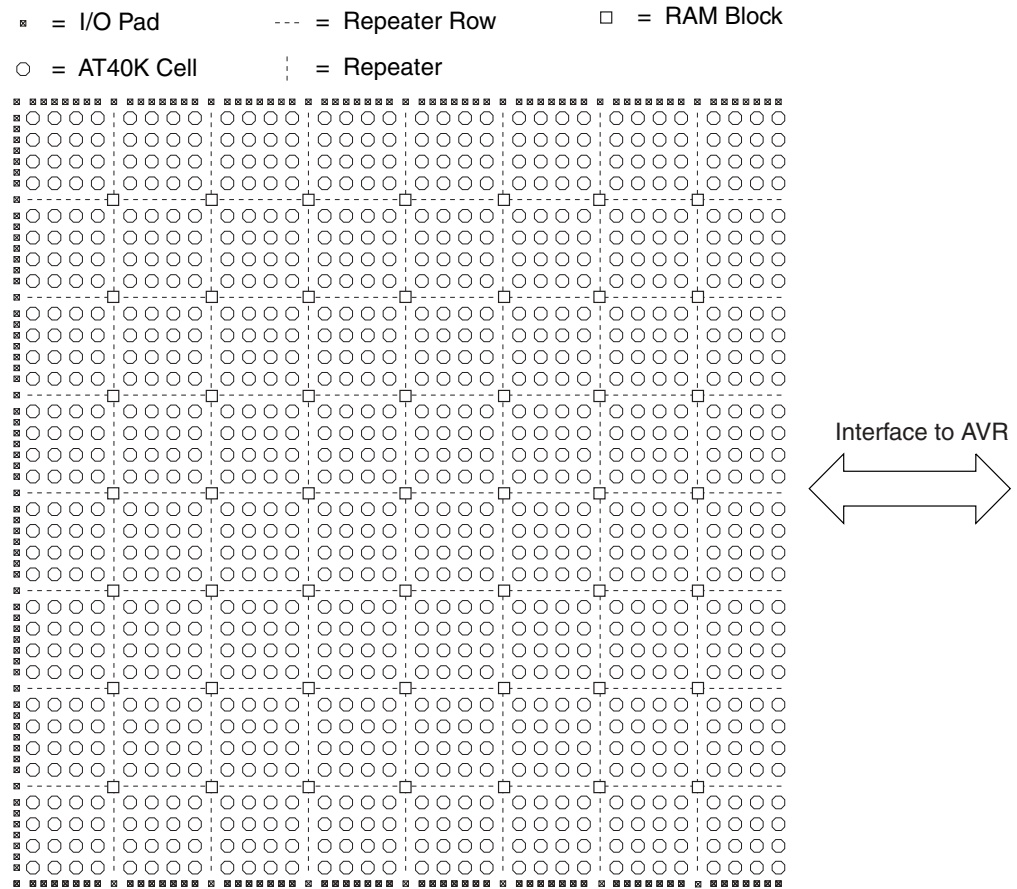 = I/O Pad
= Repeater Row
= RAM Block
= AT40K Cell
= Repeater
Interface to AVR